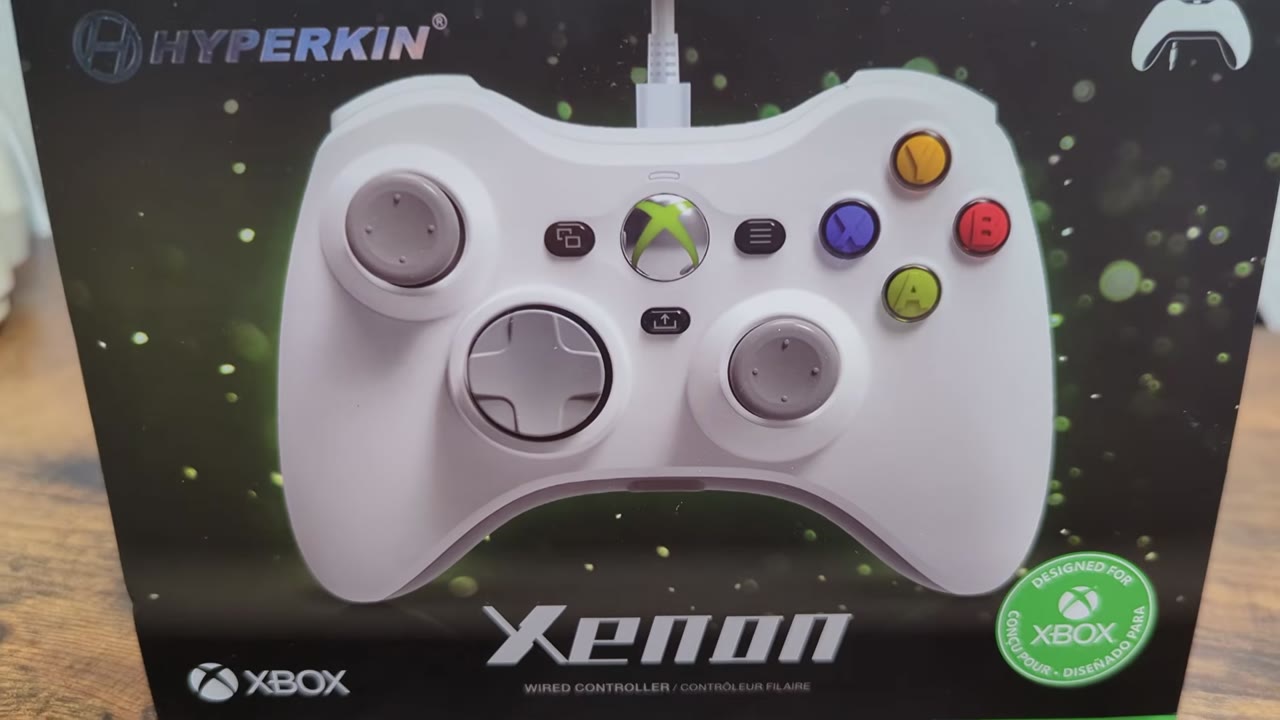 HYPERKIN®
Y
X
B
A
Xenon
WIRED CONTROLLER / CONTRÔLEUR FILAIRE
XBOX
DESIGNED FOR
XBOX
CONÇU POUR • DISEÑADO PARA